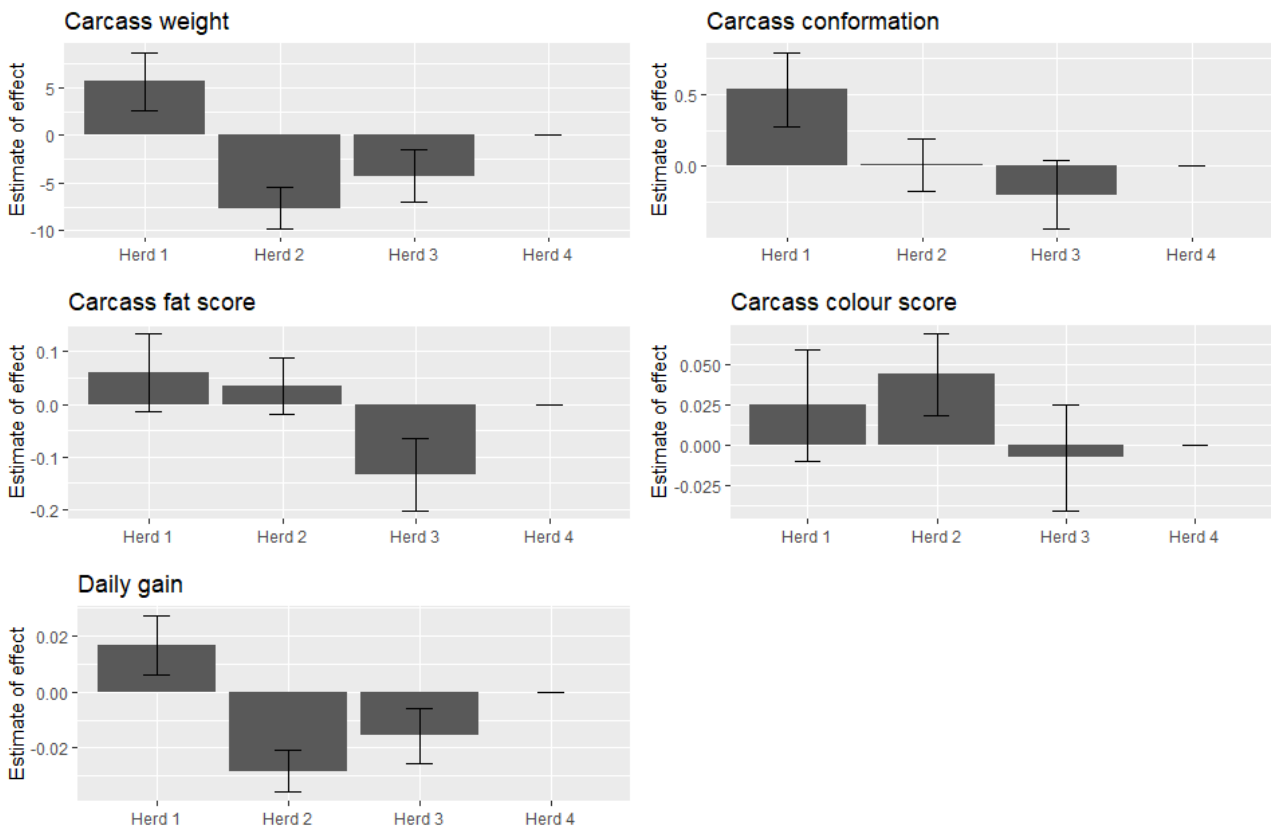 Carcass weight
Estimate of effect
5
0
-5
-10
Herd 1 Herd 2 Herd 3 Herd 4
Carcass conformation
Estimate of effect
0.5
0.0
Herd 1 Herd 2 Herd 3 Herd 4
Carcass fat score
Estimate of effect
0.1
0.0
-0.1
-0.2
Herd 1 Herd 2 Herd 3 Herd 4
Carcass colour score
Estimate of effect
0.050
0.025
0.000
-0.025
Herd 1 Herd 2 Herd 3 Herd 4
Daily gain
Estimate of effect
0.02
0.00
-0.02
Herd 1 Herd 2 Herd 3 Herd 4